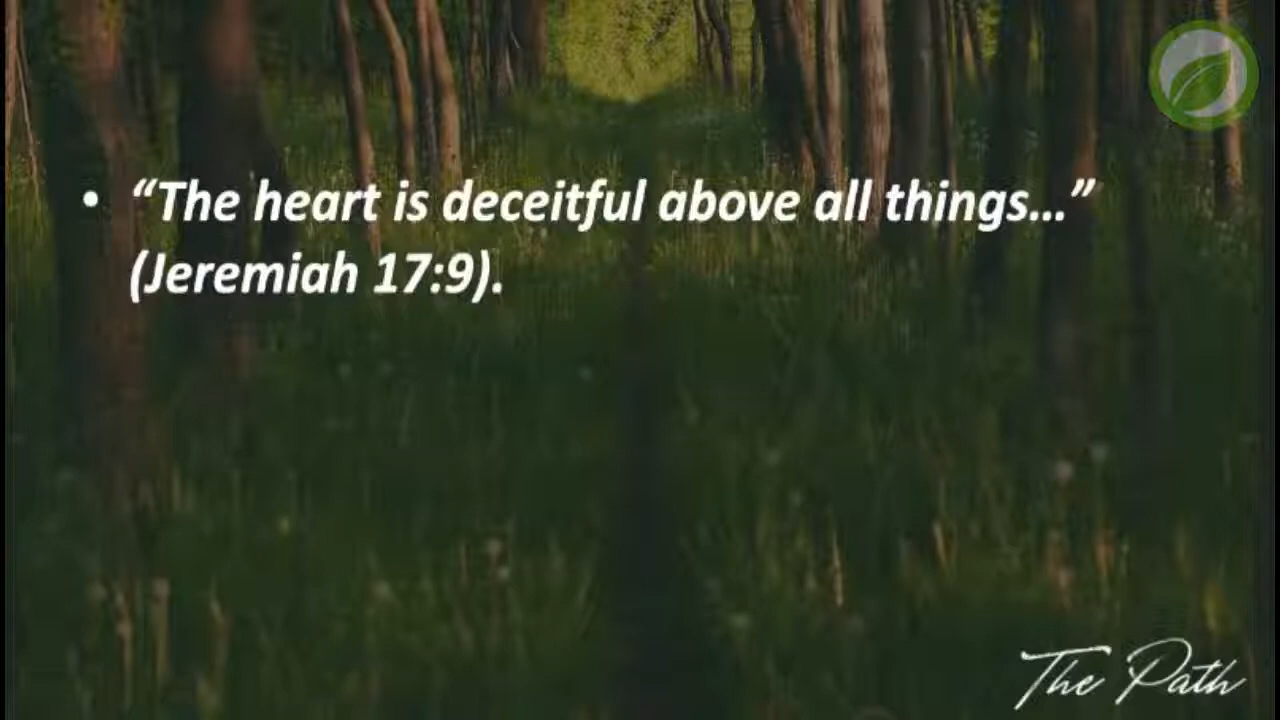 • “The heart is deceitful above all things...”
(Jeremiah 17:9).
The Path